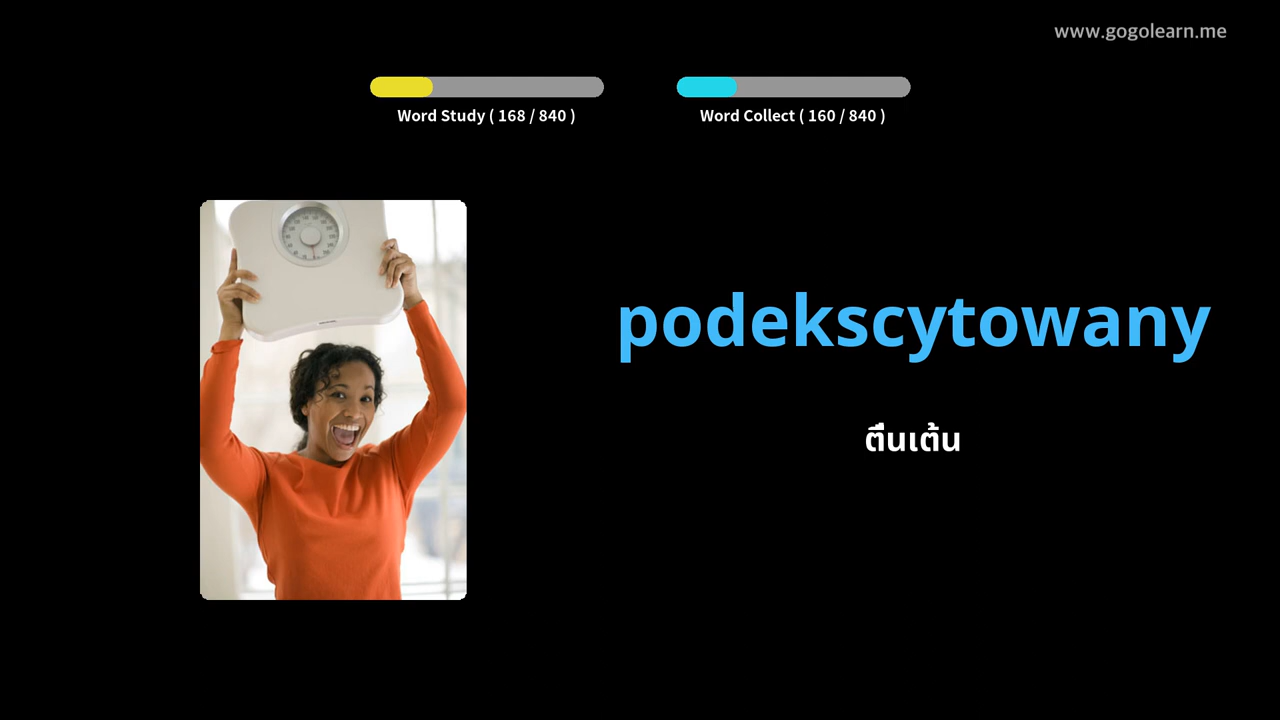 www.gogolearn.me
Word Study ( 168 / 840 )
Word Collect ( 160 / 840 )
podekscytowany
ตื่นเต้น